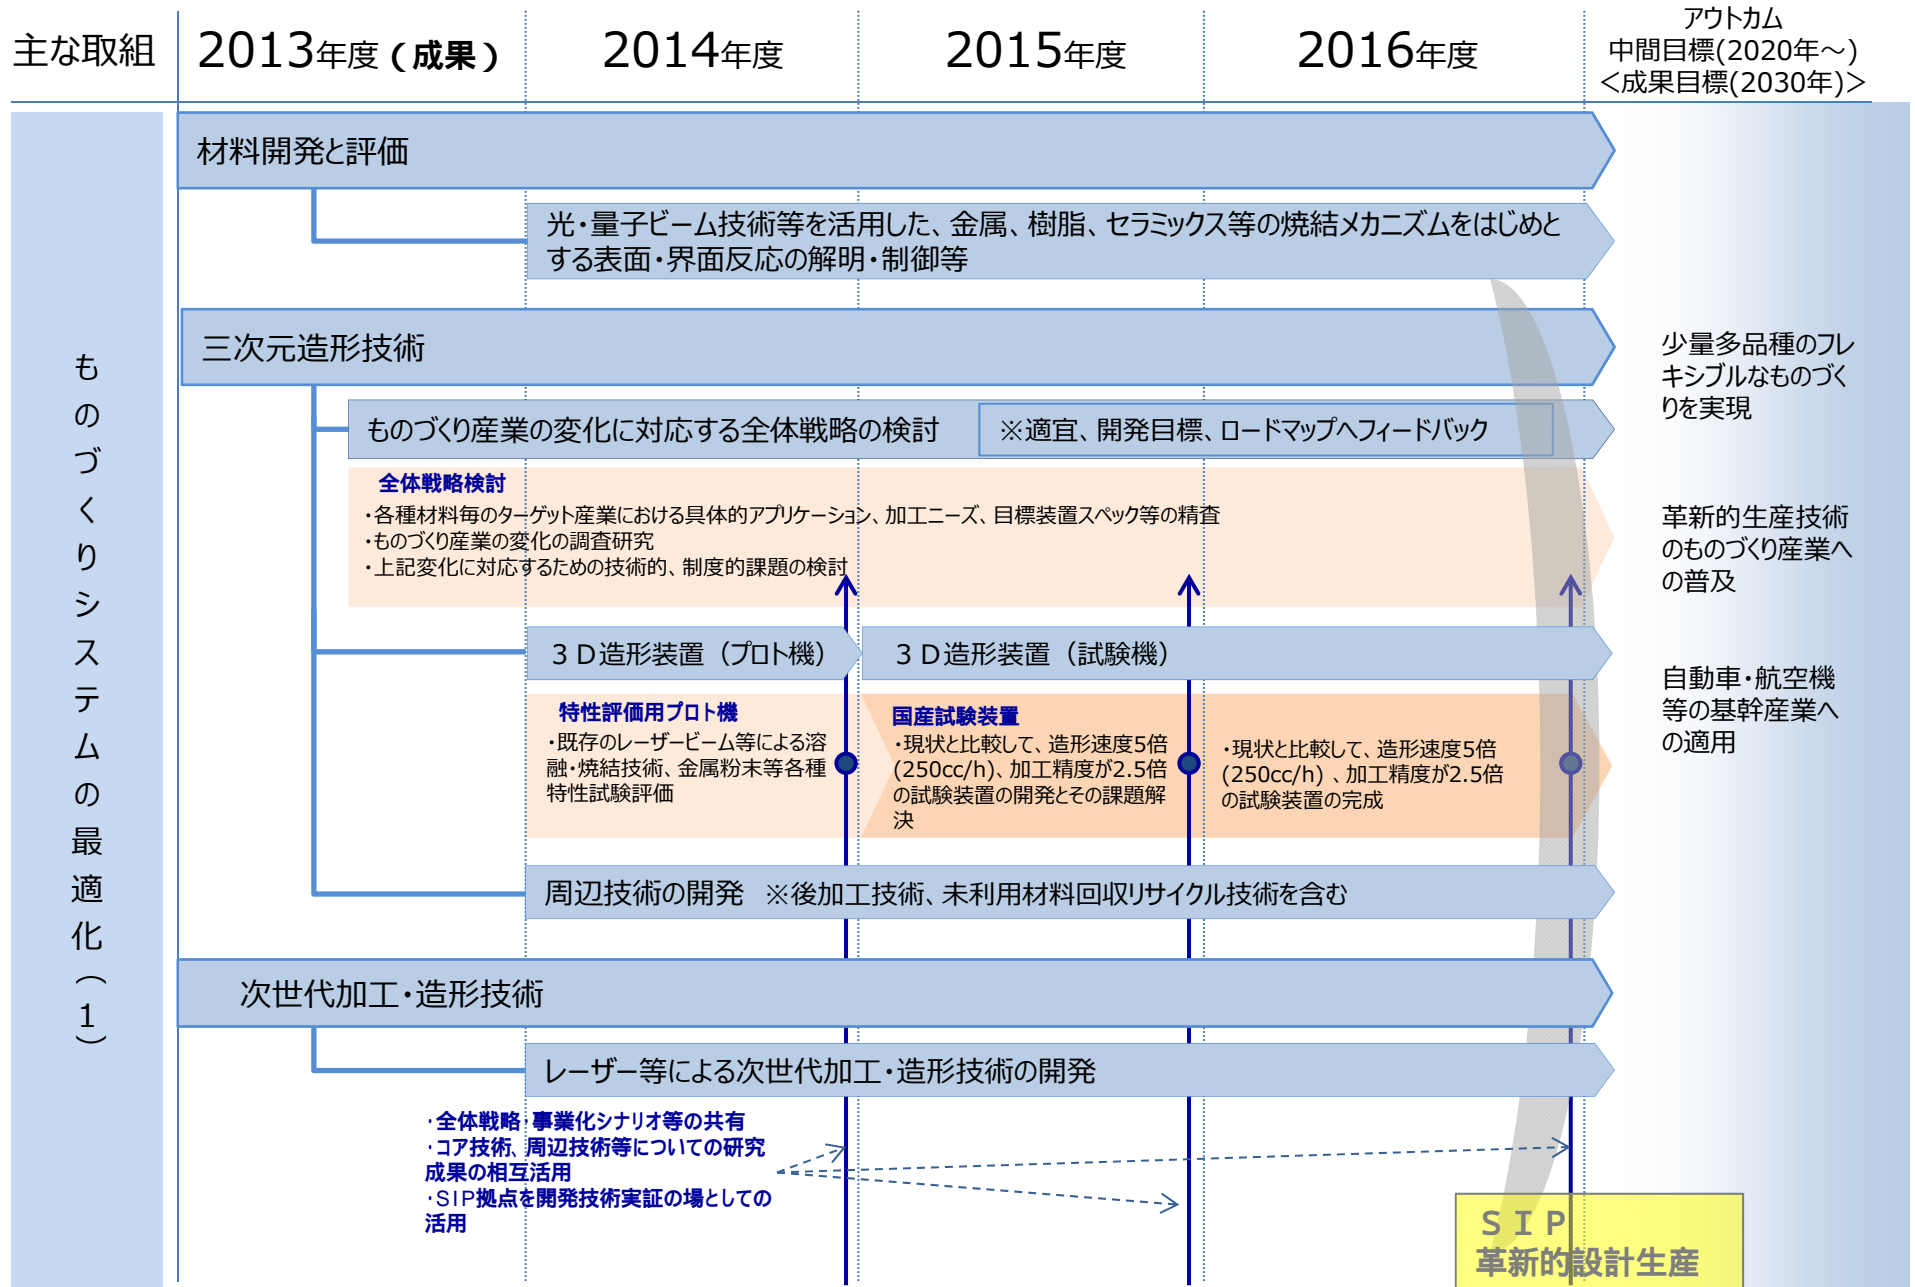 主な取組
2013年度(成果)
2014年度
2015年度
2016年度
アウトカム
中間目標(2020年～)
＜成果目標(2030年)＞
ものづくりシステムの最適化(1)
材料開発と評価
光・量子ビーム技術等を活用した、金属、樹脂、セラミックス等の焼結メカニズムをはじめと
する表面・界面反応の解明・制御等
三次元造形技術
ものづくり産業の変化に対応する全体戦略の検討
※適宜、開発目標、ロードマップへフィードバック
全体戦略検討
・各種材料毎のターゲット産業における具体的アプリケーション、加工ニーズ、目標装置スペック等の精査
・ものづくり産業の変化の調査研究
・上記変化に対応するための技術的、制度的課題の検討
3D造形装置（プロト機）
3D造形装置（試験機）
特性評価用プロト機
・既存のレーザービーム等による溶
融・焼結技術、金属粉末等各種
特性試験評価
国産試験装置
・現状と比較して、造形速度5倍
(250cc/h)、加工精度が2.5倍
の試験装置の開発とその課題解
決
・現状と比較して、造形速度5倍
(250cc/h) 、加工精度が2.5倍
の試験装置の完成
周辺技術の開発 ※後加工技術、未利用材料回収リサイクル技術を含む
次世代加工・造形技術
レーザー等による次世代加工・造形技術の開発
・全体戦略・事業化シナリオ等の共有
・コア技術、周辺技術等についての研究
成果の相互活用
・SIP拠点を開発技術実証の場としての
活用
少量多品種のフレ
キシブルなものづく
りを実現
革新的生産技術
のものづくり産業へ
の普及
自動車・航空機
等の基幹産業へ
の適用
SIP
革新的設計生産